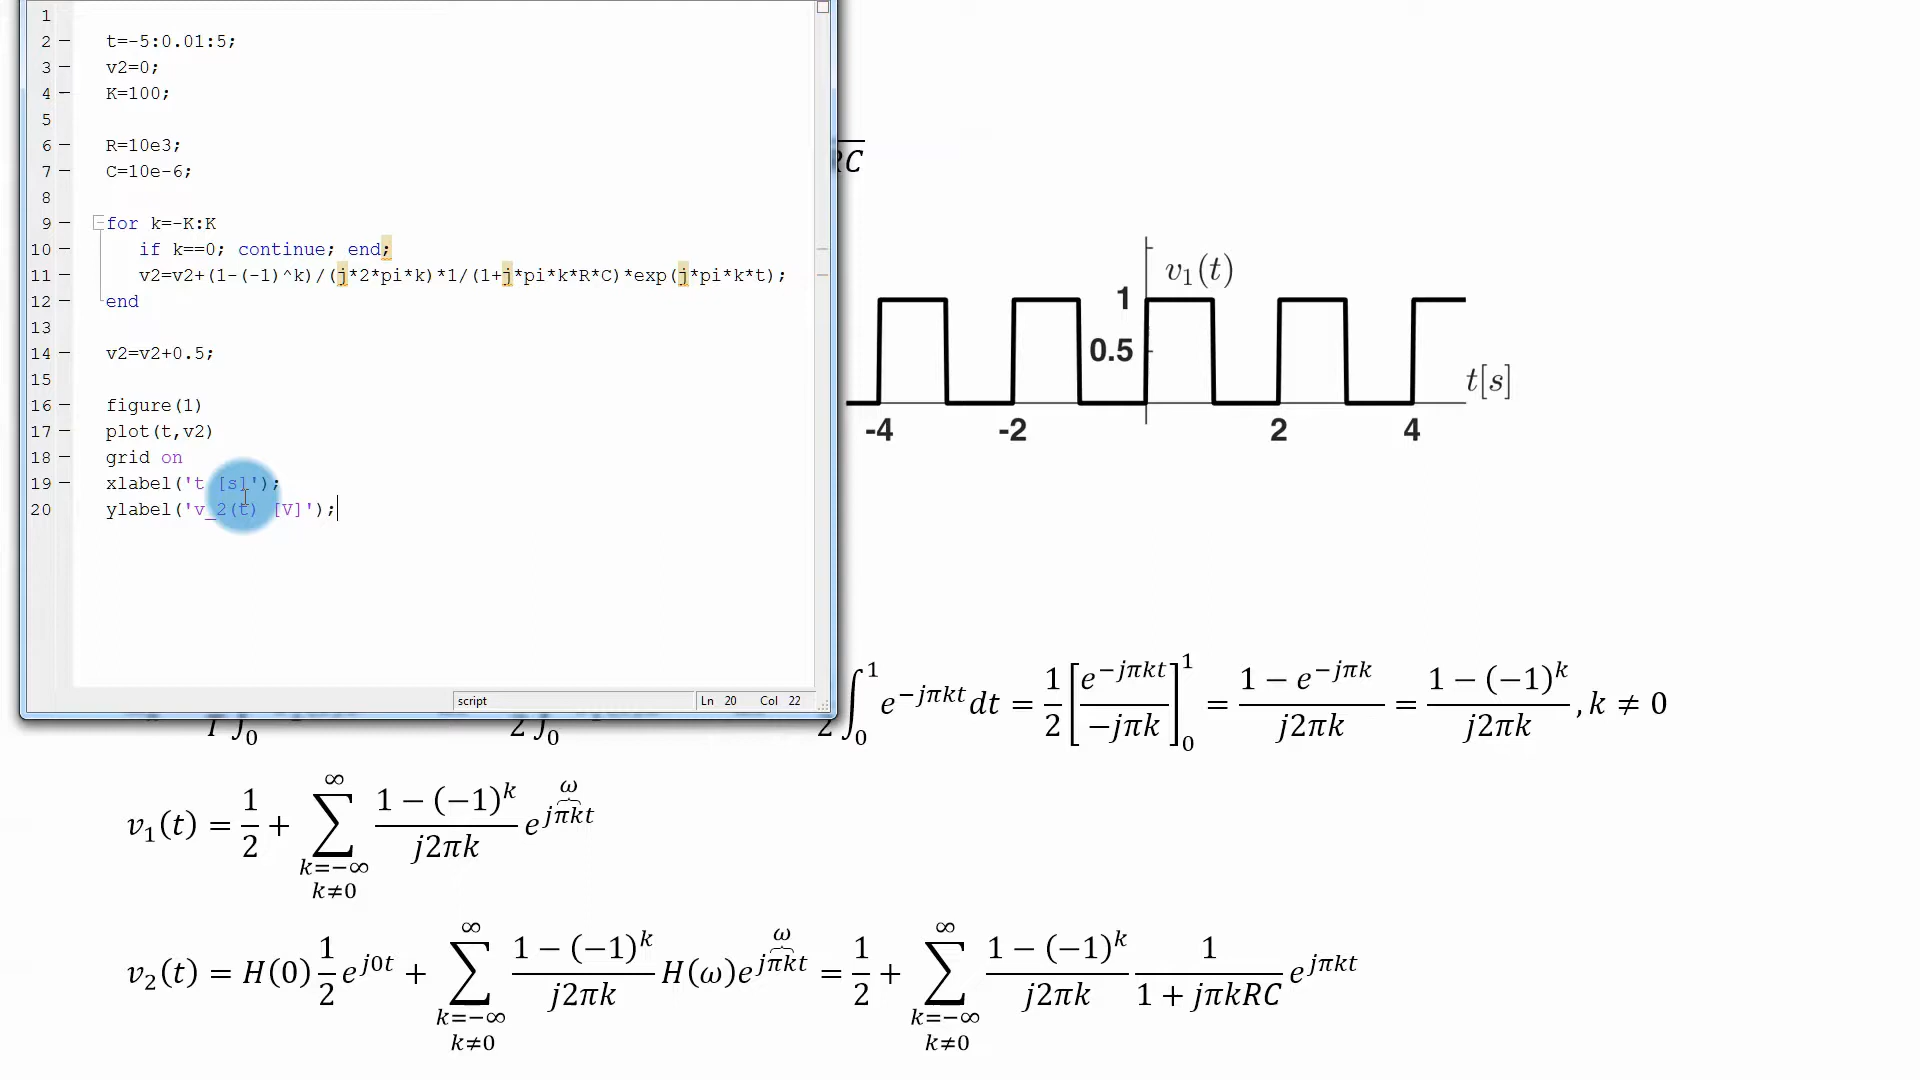 1
2 t=-5:0.01:5;
3 v2=0;
4 K=100;
5
6 R=10e3;
7 C=10e-6;
8
9 for k=-K:K
10 if k==0; continue; end;
11 v2=v2+(1-(-1)^k)/(j*2*pi*k)*1/(1+j*pi*k*R*C)*exp(j*pi*k*t);
12 end
13
14 v2=v2+0.5;
15
16 figure(1)
17 plot(t,v2)
18 grid on
19 xlabel('t [s]');
20 ylabel('v_2(t) [V]');
script Ln 20 Col 22
RC
v₁(t)
1
0.5
t[s]
-4 -2 2 4
∫₀¹ e^{−jπkt}dt = 1/2 [e^{−jπkt}/−jπk]₀¹ = (1 − e^{−jπk})/j2πk = (1 − (−1)^k)/j2πk , k ≠ 0
v₁(t) = 1/2 + ∑_{k=−∞, k≠0}^{∞} (1 − (−1)^k)/j2πk e^{jπkt} ω
v₂(t) = H(0) 1/2 e^{j0t} + ∑_{k=−∞, k≠0}^{∞} (1 − (−1)^k)/j2πk H(ω)e^{jπkt} ω = 1/2 + ∑_{k=−∞, k≠0}^{∞} (1 − (−1)^k)/j2πk 1/(1 + jπkRC) e^{jπkt}